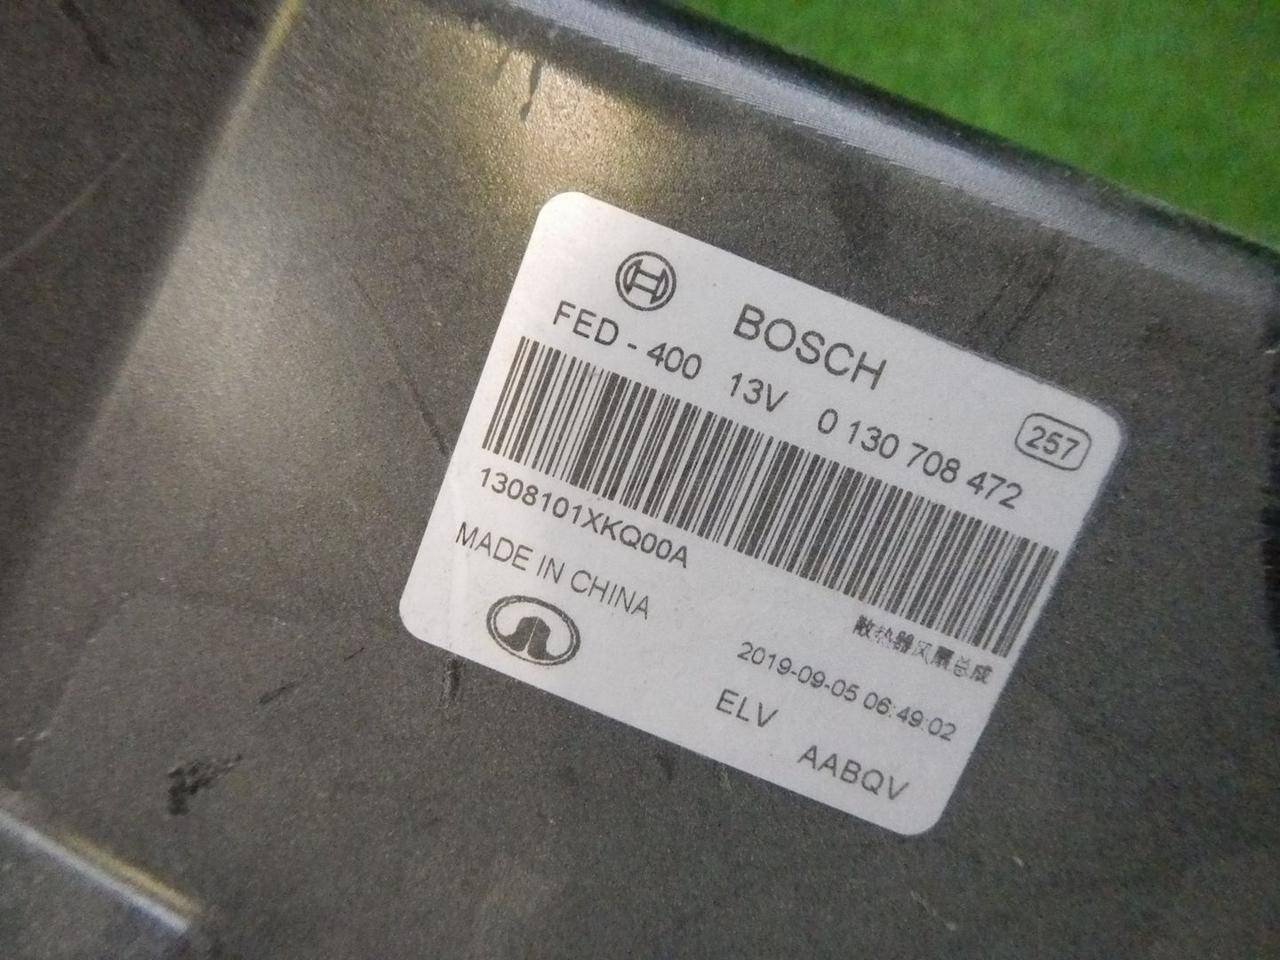 BOSCH
257
FED - 400 13V 0 130 708 472
1308101XKQ00A
MADE IN CHINA
散热器风扇总成
2019-09-05 06:49:02
ELV
AABQV